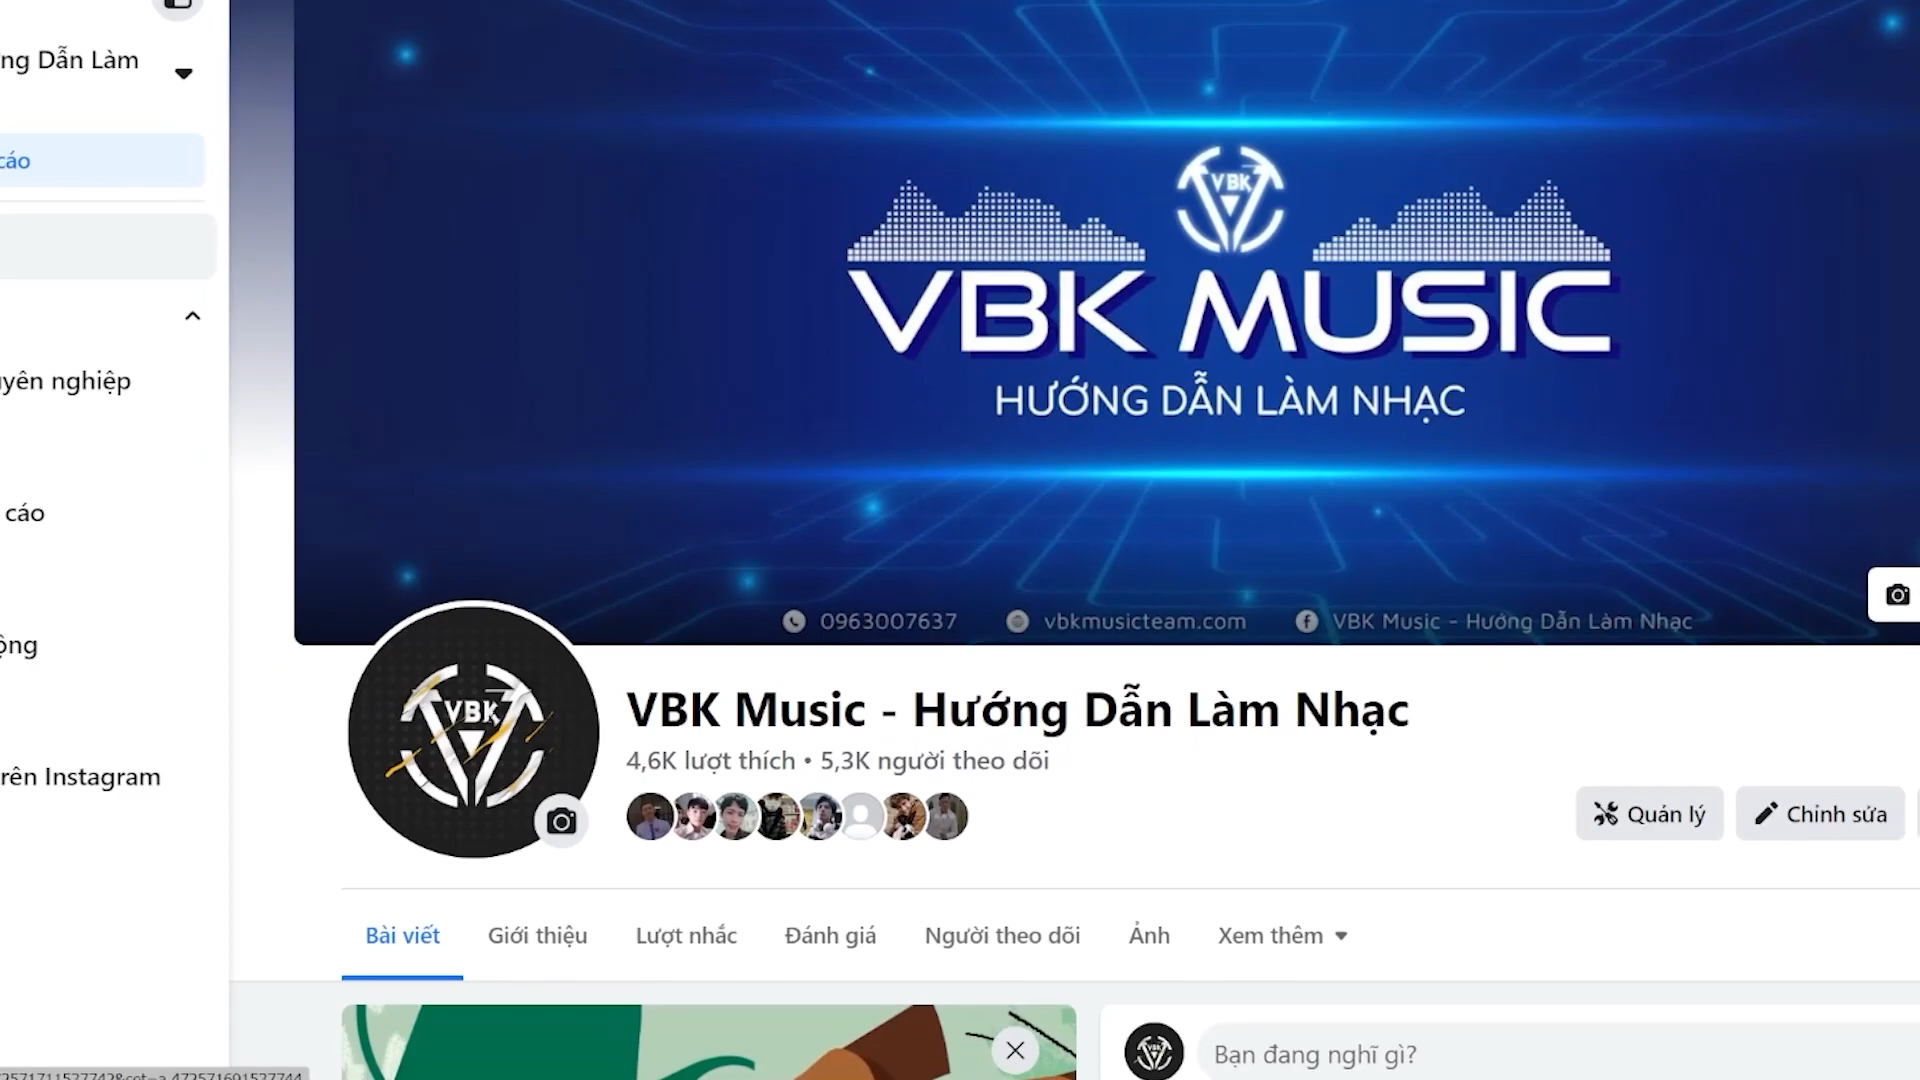 ng Dẫn Làm
cáo
yên nghiệp
cáo
ộng
rên Instagram
VBK
VBK MUSIC
HƯỚNG DẪN LÀM NHẠC
0963007637
vbkmusicteam.com
VBK Music - Hướng Dẫn Làm Nhạc
VBK
VBK Music - Hướng Dẫn Làm Nhạc
4,6K lượt thích • 5,3K người theo dõi
Quản lý
Chỉnh sửa
Bài viết
Giới thiệu
Lượt nhắc
Đánh giá
Người theo dõi
Ảnh
Xem thêm
VBK
Bạn đang nghĩ gì?